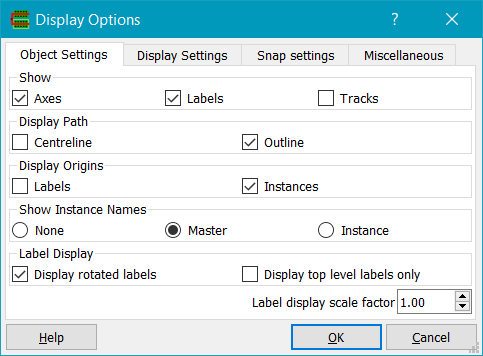 Display Options
Object Settings Display Settings Snap settings Miscellaneous
Show
Axes Labels Tracks
Display Path
Centreline Outline
Display Origins
Labels Instances
Show Instance Names
None Master Instance
Label Display
Display rotated labels Display top level labels only
Label display scale factor 1.00
Help OK Cancel